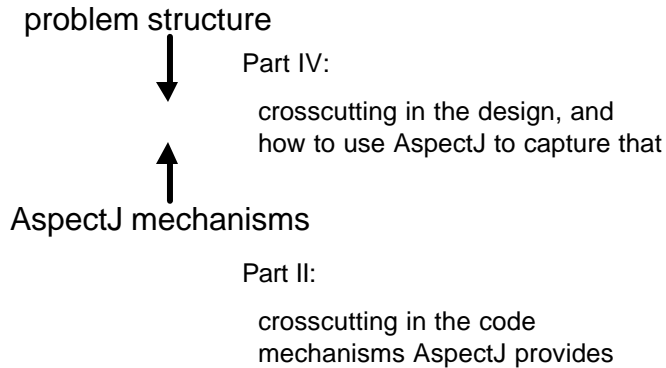 problem structure
Part IV:
crosscutting in the design, and
how to use AspectJ to capture that
AspectJ mechanisms
Part II:
crosscutting in the code
mechanisms AspectJ provides